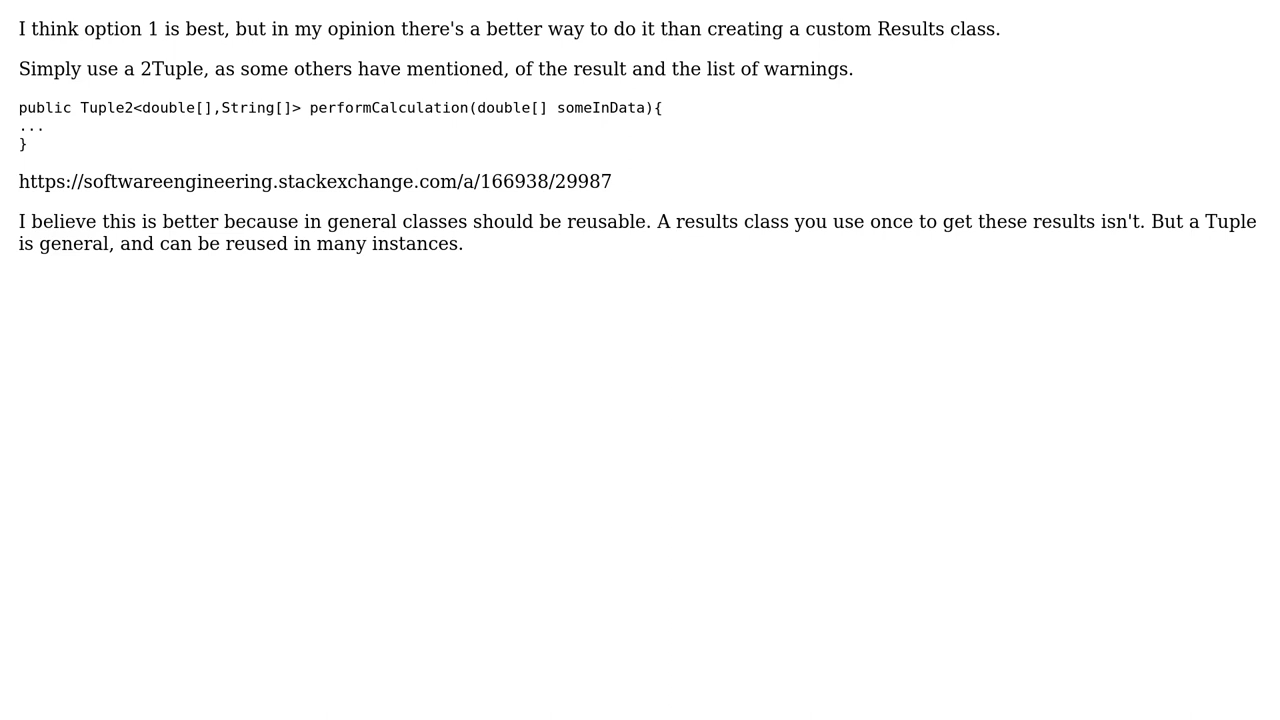 I think option 1 is best, but in my opinion there's a better way to do it than creating a custom Results class.
Simply use a 2Tuple, as some others have mentioned, of the result and the list of warnings.
public Tuple2<double[],String[]> performCalculation(double[] someInData){
...
}
https://softwareengineering.stackexchange.com/a/166938/29987
I believe this is better because in general classes should be reusable. A results class you use once to get these results isn't. But a Tuple
is general, and can be reused in many instances.